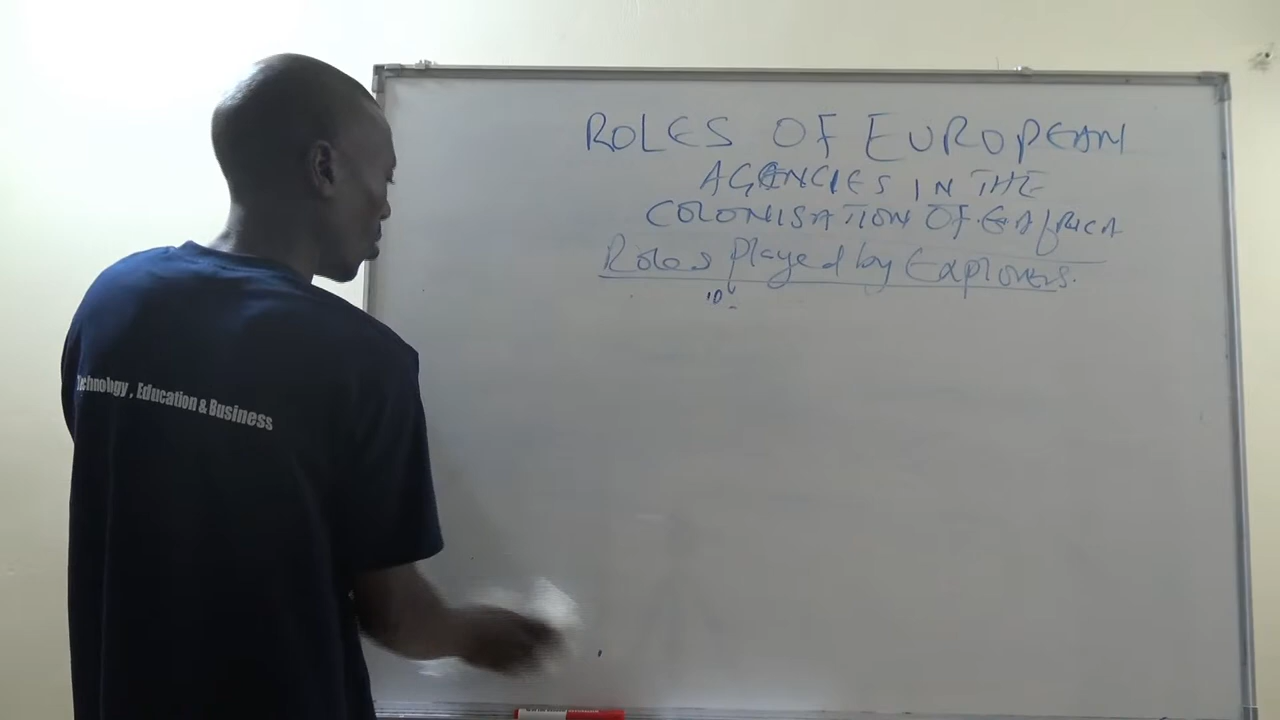 ROLES OF EUROPEAN
AGENCIES IN THE
COLONISATION OF E. AfRICA
Roles Played by Explorers.
Technology , Education & Business